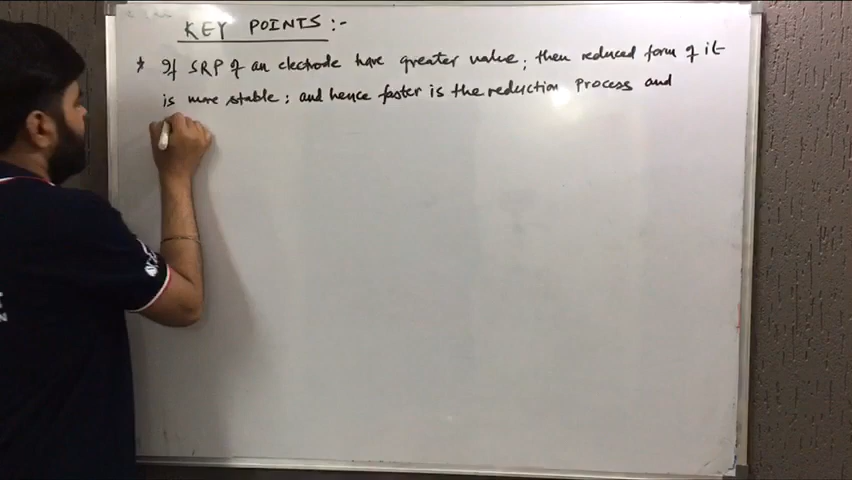 KEY POINTS :-
* If SRP of an electrode have greater value; then reduced form of it
is more stable; and hence faster is the reduction Process and